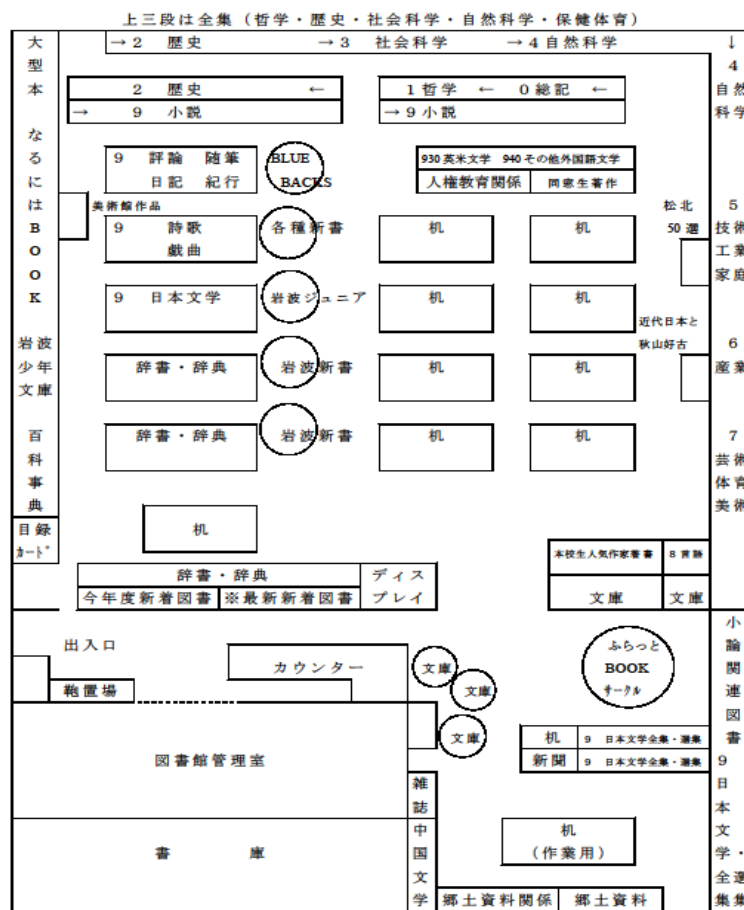 上三段は全集（哲学・歴史・社会科学・自然科学・保健体育）
→2 歴史 →3 社会科学 →4自然科学
↓4自然科学
大型本
なるにはBOOK
岩波少年文庫
百科事典
目録カード
2 歴史 ←
→ 9 小説
1哲学 ← 0総記 ←
→9小説
9 評論 随筆
日記 紀行
BLUE
BACKS
930英米文学 940その他外国語文学
人権教育関係 同窓生著作
美術館作品
9 詩歌
戯曲
各種新書
机
机
松北
50選
5技術工業家庭
9 日本文学
岩波ジュニア
机
机
近代日本と
秋山好古
辞書・辞典
岩波新書
机
机
6産業
辞書・辞典
岩波新書
机
机
7芸術体育美術
机
本校生人気作家著書 8言語
文庫 文庫
辞書・辞典
今年度新着図書 ※最新新着図書
ディス
プレイ
出入口
カウンター
鞄置場
文庫
文庫
文庫
ふらっと
BOOK
サークル
小論関連図書
図書館管理室
机 9 日本文学全集・選集
新聞 9 日本文学全集・選集
9日本文学・全選集集
雑誌
中国文学
書庫
机
(作業用)
郷土資料関係 郷土資料